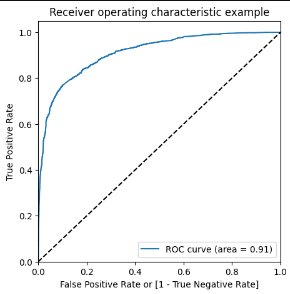 Receiver operating characteristic example
1.0
0.8
0.6
0.4
0.2
0.0
True Positive Rate
ROC curve (area = 0.91)
0.0 0.2 0.4 0.6 0.8 1.0
False Positive Rate or [1 - True Negative Rate]